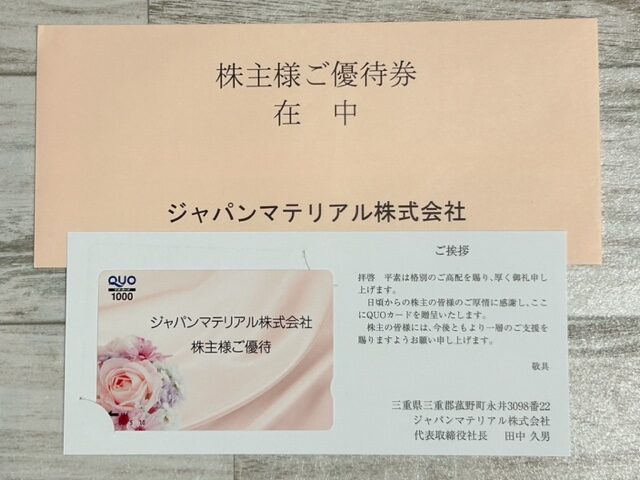 株主様ご優待券
在 中
ジャパンマテリアル株式会社
QUO
1000
ジャパンマテリアル株式会社
株主様ご優待
ご挨拶
拝啓 平素は格別のご高配を賜り、厚く御礼申し
上げます。
日頃からの株主の皆様のご厚情に感謝し、ここ
にQUOカードを贈呈いたします。
株主の皆様には、今後ともより一層のご支援を
賜りますようお願い申し上げます。
敬具
三重県三重郡菰野町永井3098番22
ジャパンマテリアル株式会社
代表取締役社長 田中 久男